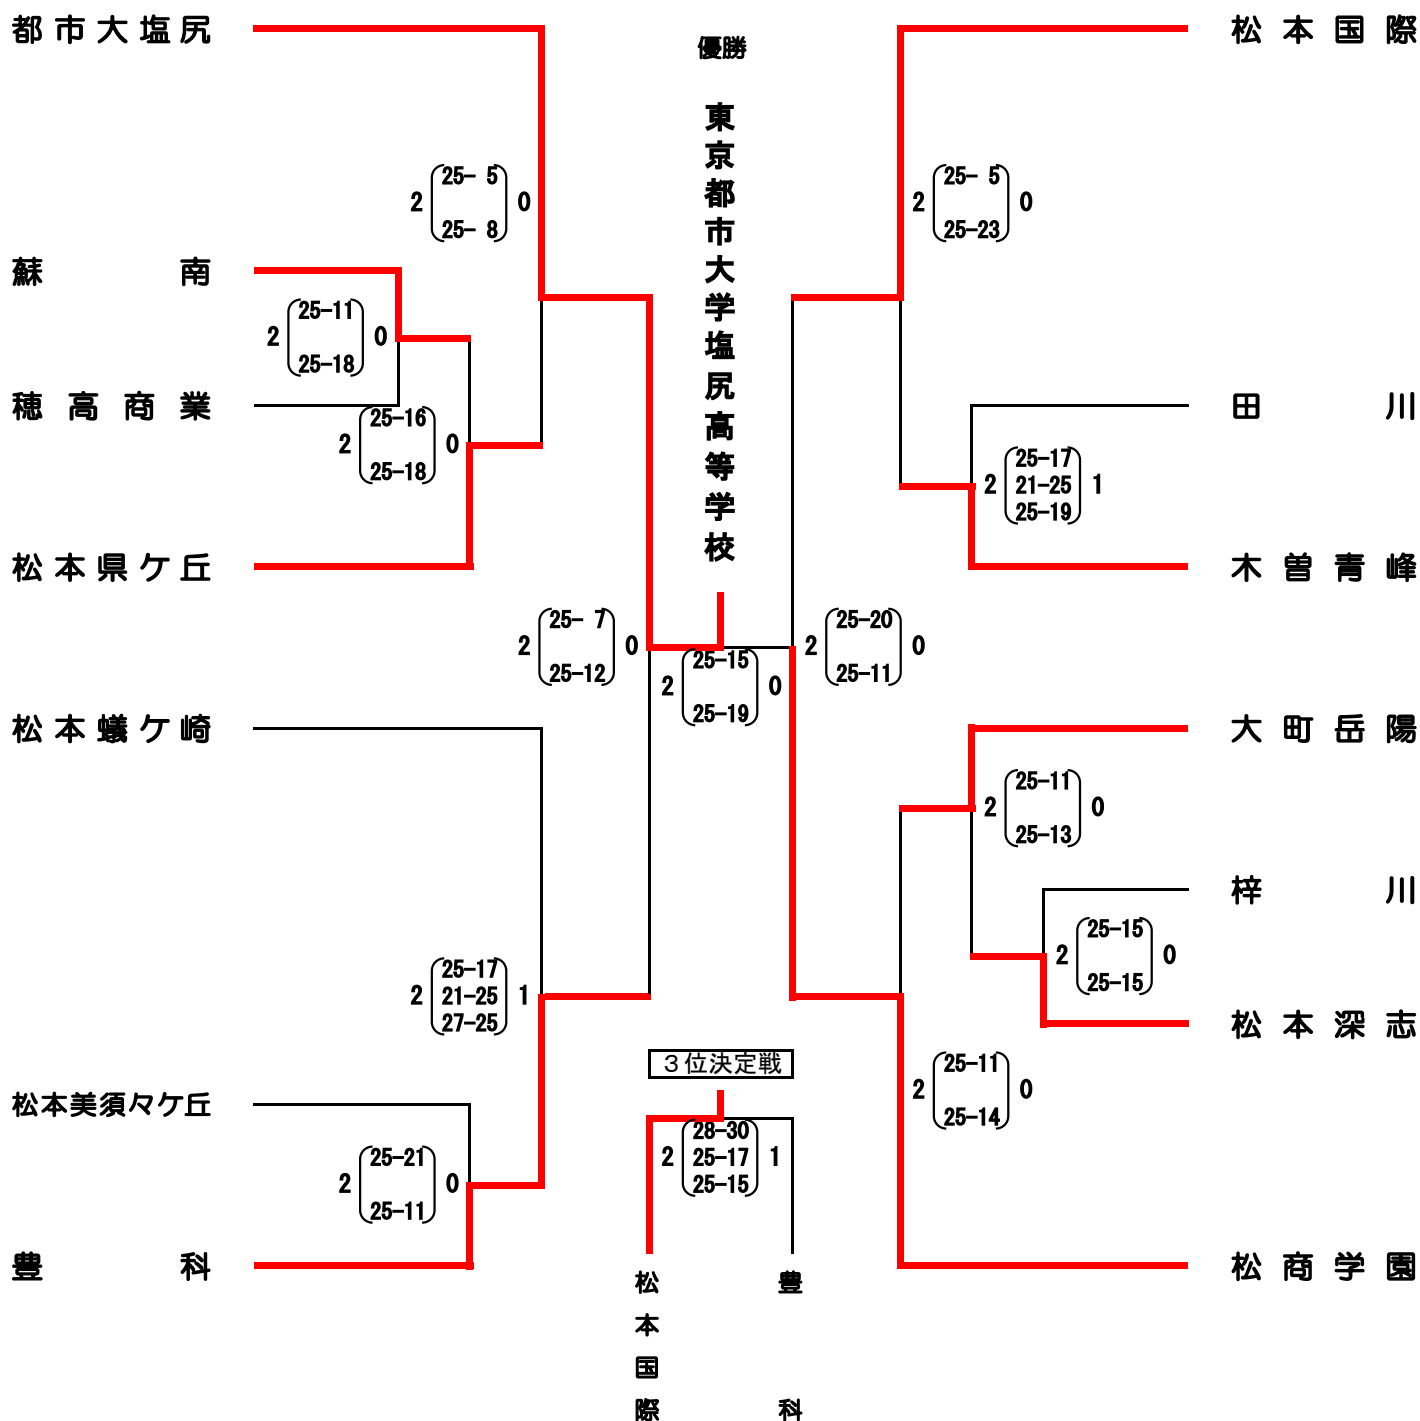 都市大塩尻
松本国際
優勝
東京都市大学塩尻高等学校
25- 5
2 0
25- 8
25- 5
2 0
25-23
蘇南
25-11
2 0
25-18
穂高商業
田川
25-16
2 0
25-18
25-17
2 21-25 1
25-19
松本県ケ丘
木曽青峰
25- 7
2 0
25-12
25-20
2 0
25-11
25-15
2 0
25-19
松本蟻ケ崎
大町岳陽
25-11
2 0
25-13
梓川
25-15
2 0
25-15
25-17
2 21-25 1
27-25
松本深志
3位決定戦
25-11
2 0
25-14
松本美須々ケ丘
28-30
2 25-17 1
25-15
25-21
2 0
25-11
豊科
松商学園
松本国際
豊科